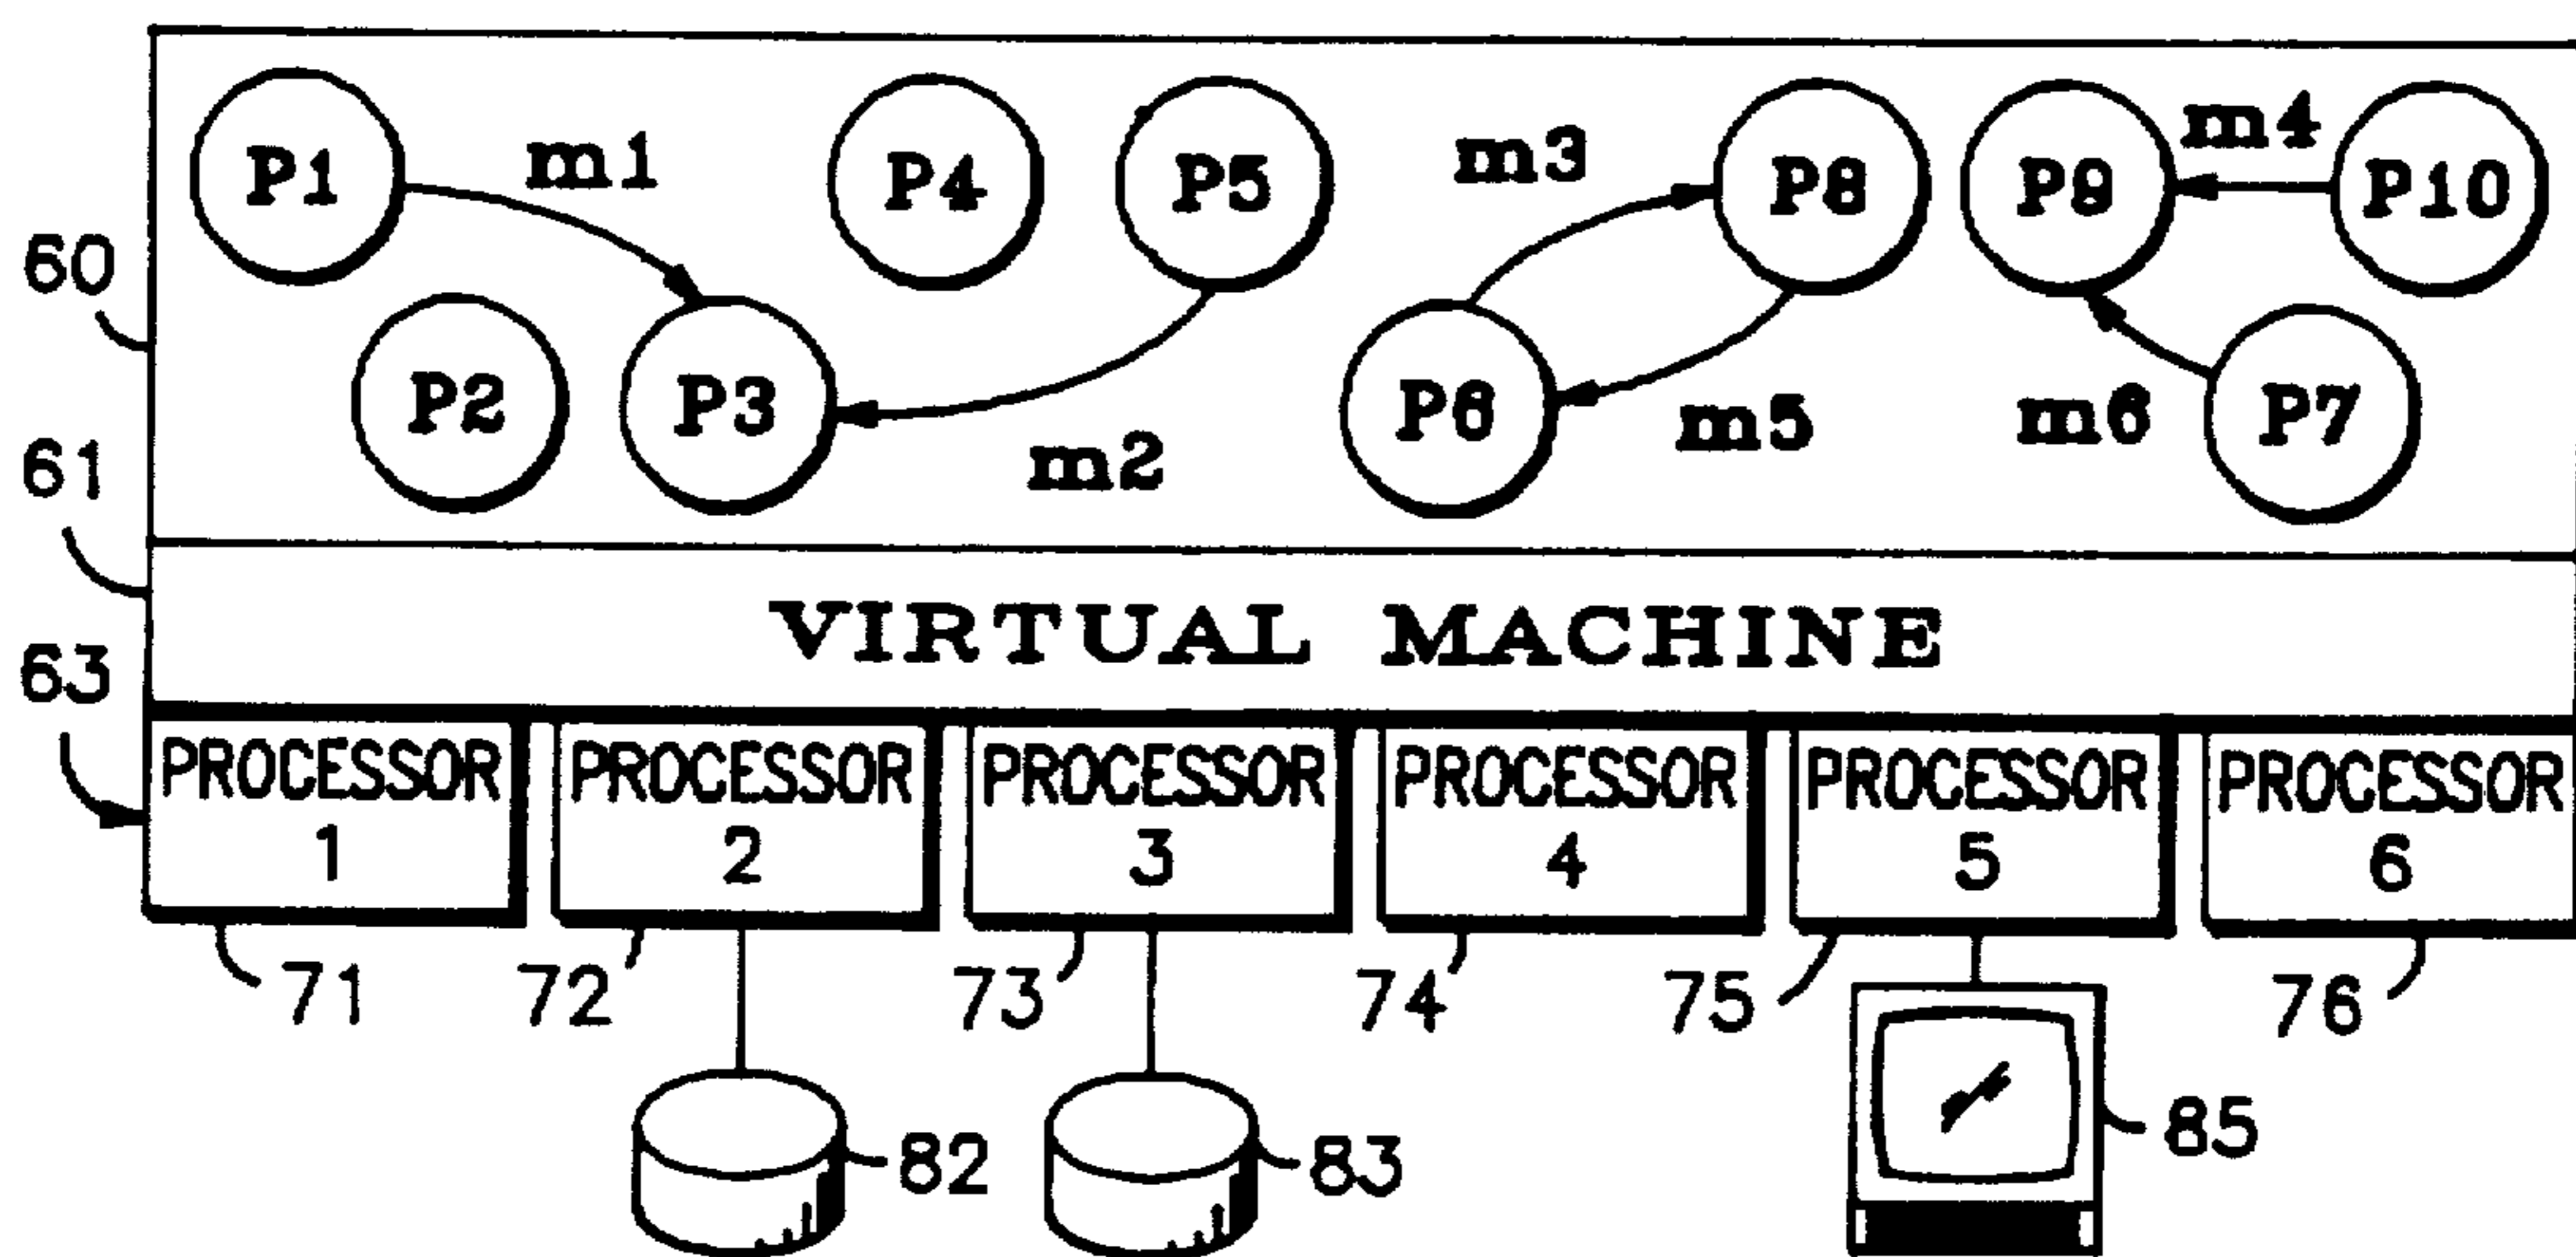 P1 m1 P4 P5 m3 P8 P9 m4 P10
60
P2 P3 m2 P6 m5 m6 P7
61
VIRTUAL MACHINE
63
PROCESSOR 1
PROCESSOR 2
PROCESSOR 3
PROCESSOR 4
PROCESSOR 5
PROCESSOR 6
71 72 73 74 75 76
82 83 85